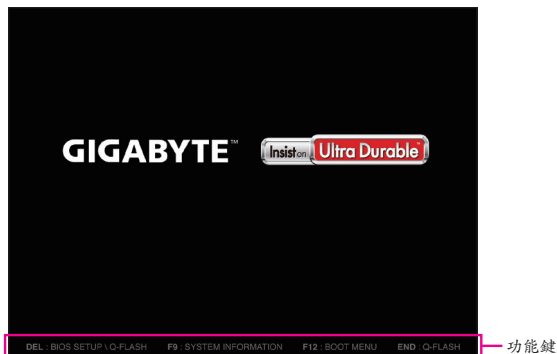 GIGABYTE™
Insist on Ultra Durable™
DEL : BIOS SETUP \ Q-FLASH F9 : SYSTEM INFORMATION F12 : BOOT MENU END : Q-FLASH
功能鍵